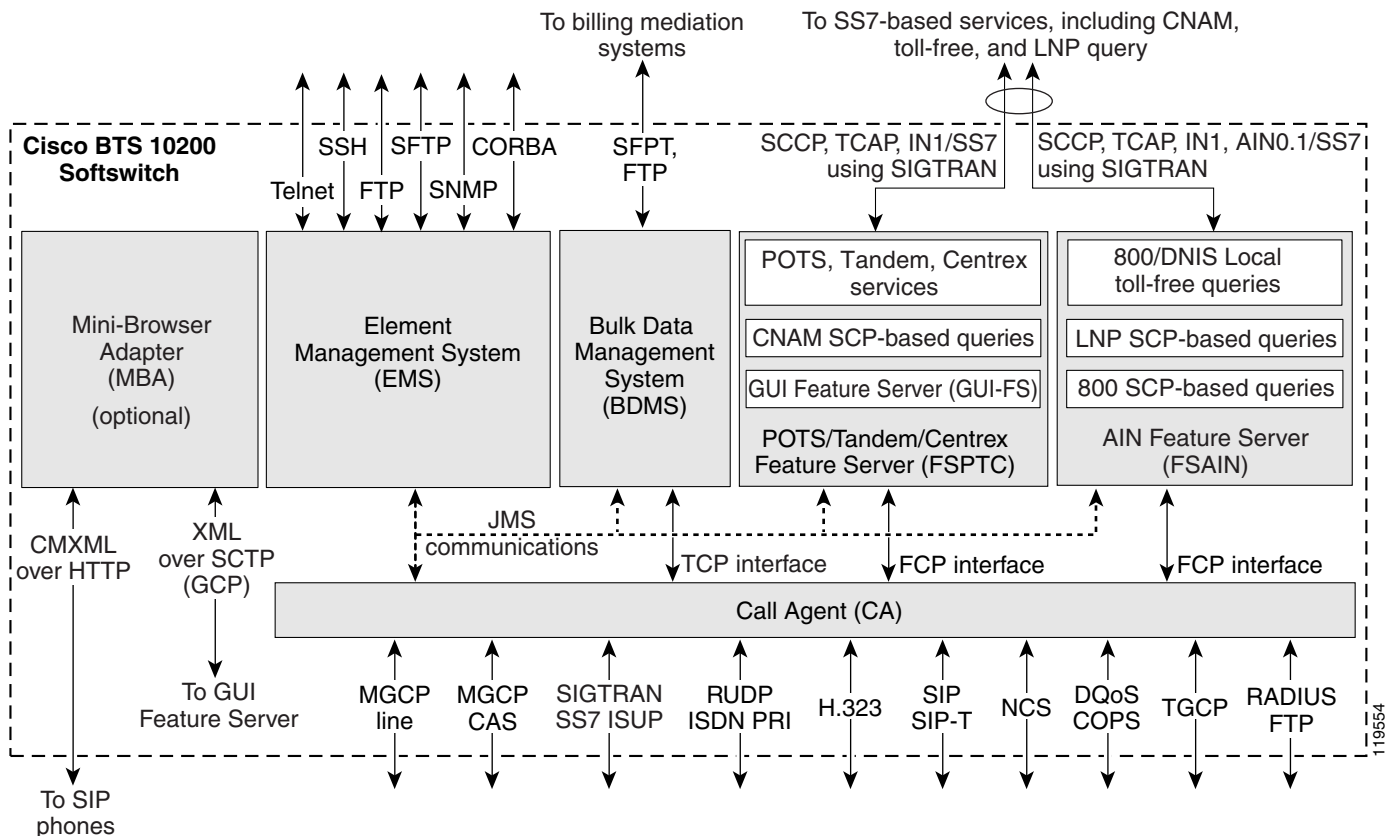 To billing mediation
systems
To SS7-based services, including CNAM,
toll-free, and LNP query
Cisco BTS 10200
Softswitch
Telnet
SSH
FTP
SFTP
SNMP
CORBA
SFPT,
FTP
SCCP, TCAP, IN1/SS7
using SIGTRAN
SCCP, TCAP, IN1, AIN0.1/SS7
using SIGTRAN
Mini-Browser
Adapter
(MBA)
(optional)
Element
Management System
(EMS)
Bulk Data
Management
System
(BDMS)
POTS, Tandem, Centrex
services
CNAM SCP-based queries
GUI Feature Server (GUI-FS)
POTS/Tandem/Centrex
Feature Server (FSPTC)
800/DNIS Local
toll-free queries
LNP SCP-based queries
800 SCP-based queries
AIN Feature Server
(FSAIN)
CMXML
over HTTP
XML
over SCTP
(GCP)
JMS
communications
TCP interface
FCP interface
FCP interface
Call Agent (CA)
To GUI
Feature Server
MGCP
line
MGCP
CAS
SIGTRAN
SS7 ISUP
RUDP
ISDN PRI
H.323
SIP
SIP-T
NCS
DQoS
COPS
TGCP
RADIUS
FTP
119554
To SIP
phones